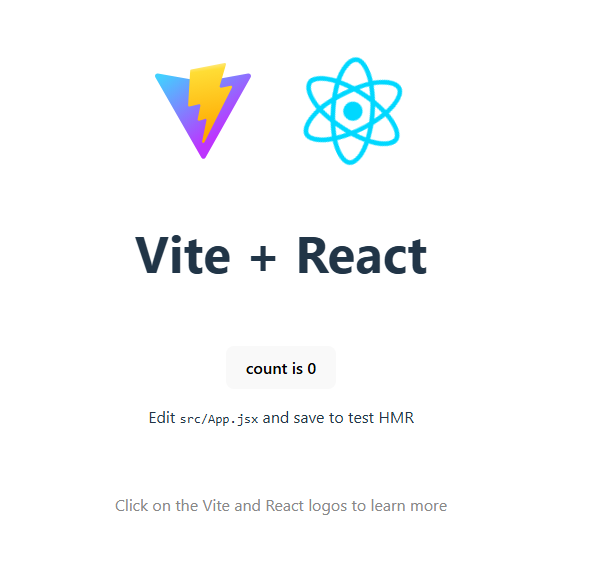 Vite + React
count is 0
Edit src/App.jsx and save to test HMR
Click on the Vite and React logos to learn more